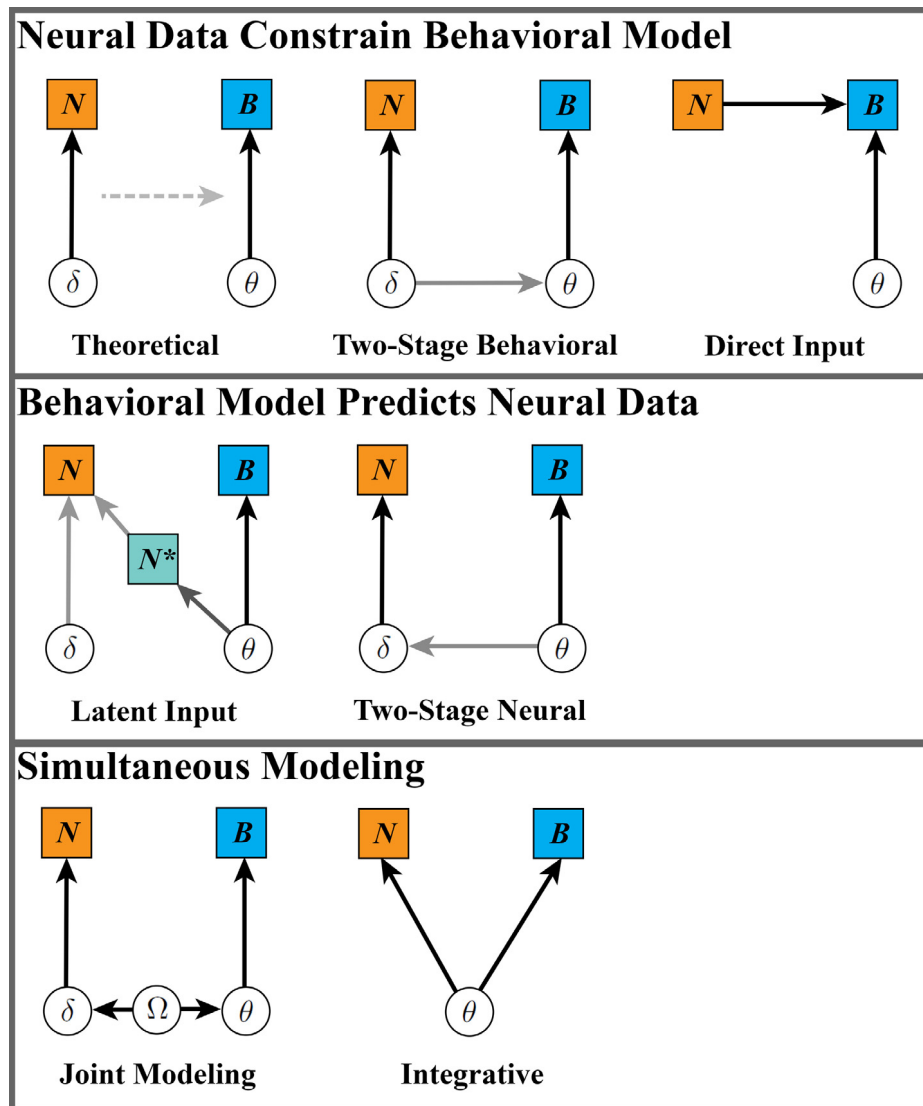 Neural Data Constrain Behavioral Model
N B N B N B
δ θ δ θ θ
Theoretical Two-Stage Behavioral Direct Input
Behavioral Model Predicts Neural Data
N B N B
N*
δ θ δ θ
Latent Input Two-Stage Neural
Simultaneous Modeling
N B N B
δ Ω θ θ
Joint Modeling Integrative